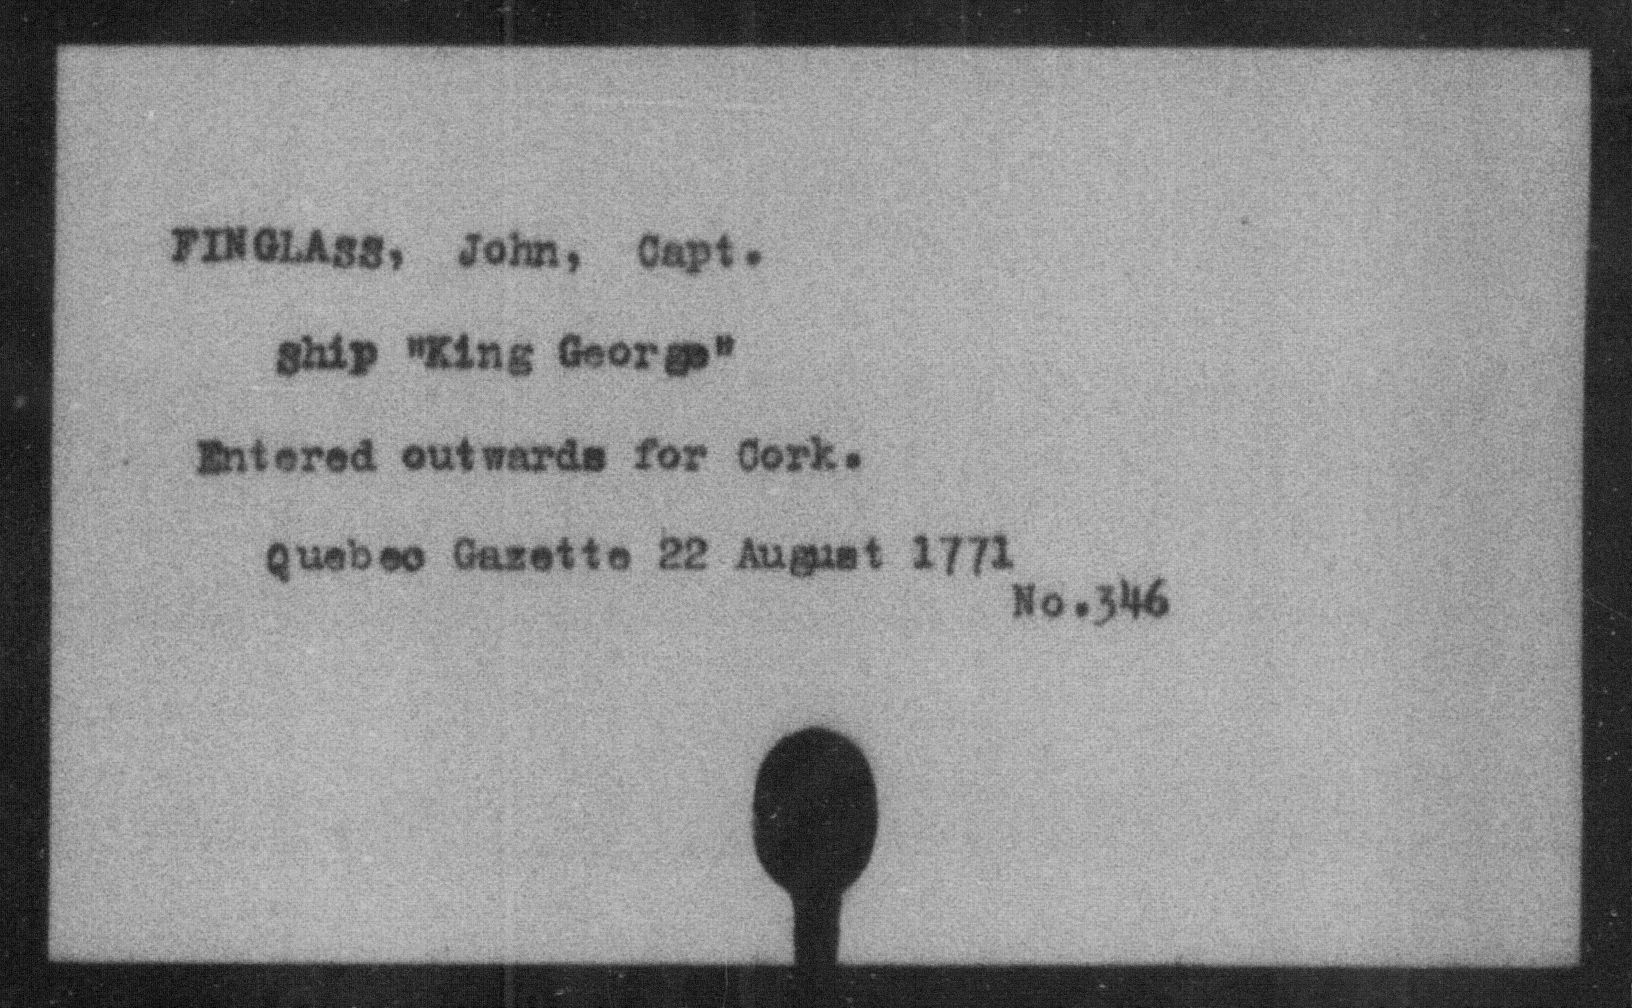 FINGLASS, John, Capt.
ship "King George"
Entered outwards for Cork.
Quebec Gazette 22 August 1771
No.346